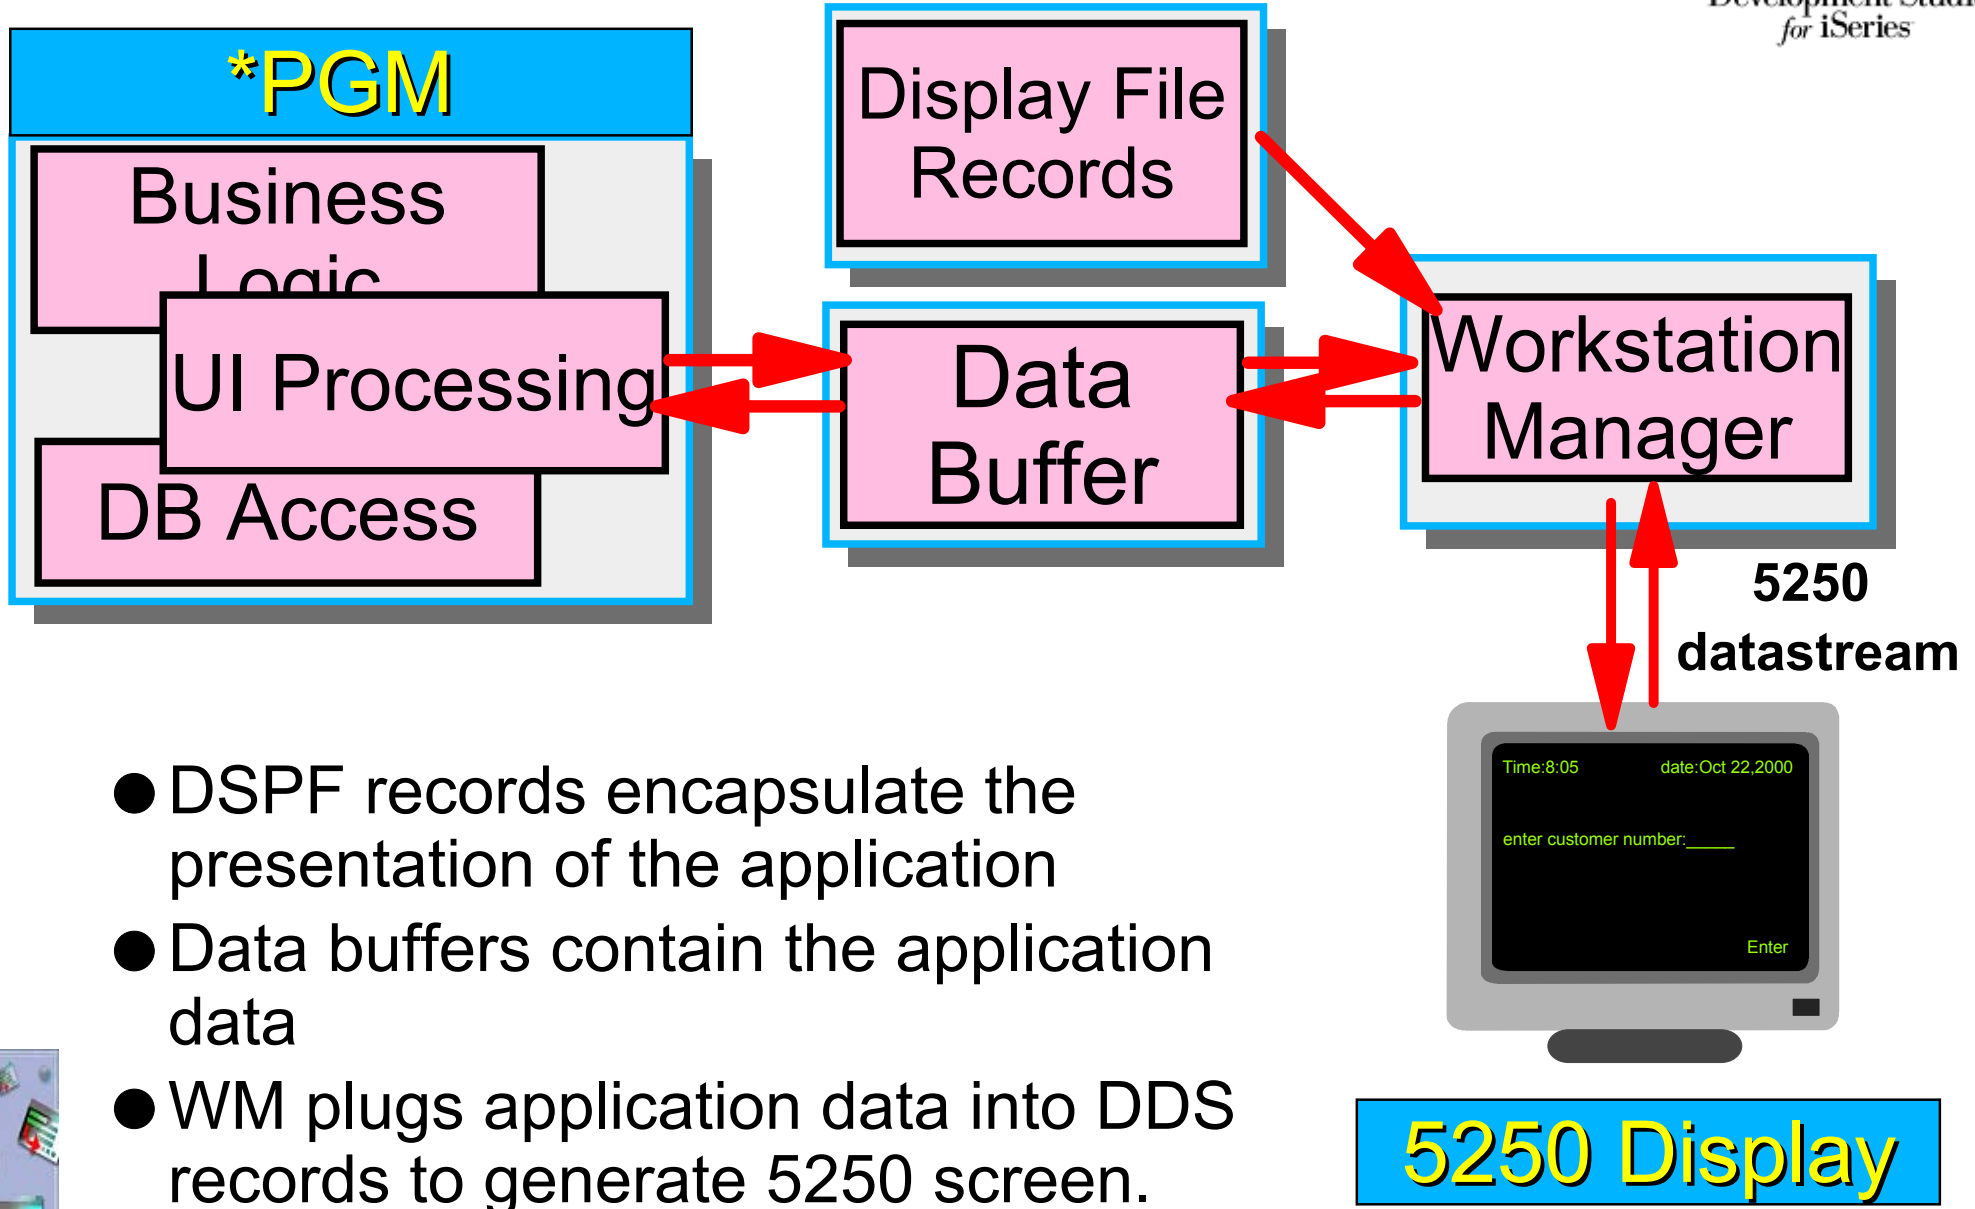 Development Studio
for iSeries
*PGM
Business
Logic
UI Processing
DB Access
Display File
Records
Data
Buffer
Workstation
Manager
5250
datastream
Time:8:05 date:Oct 22,2000
enter customer number:_____
Enter
5250 Display
● DSPF records encapsulate the
presentation of the application
● Data buffers contain the application
data
● WM plugs application data into DDS
records to generate 5250 screen.